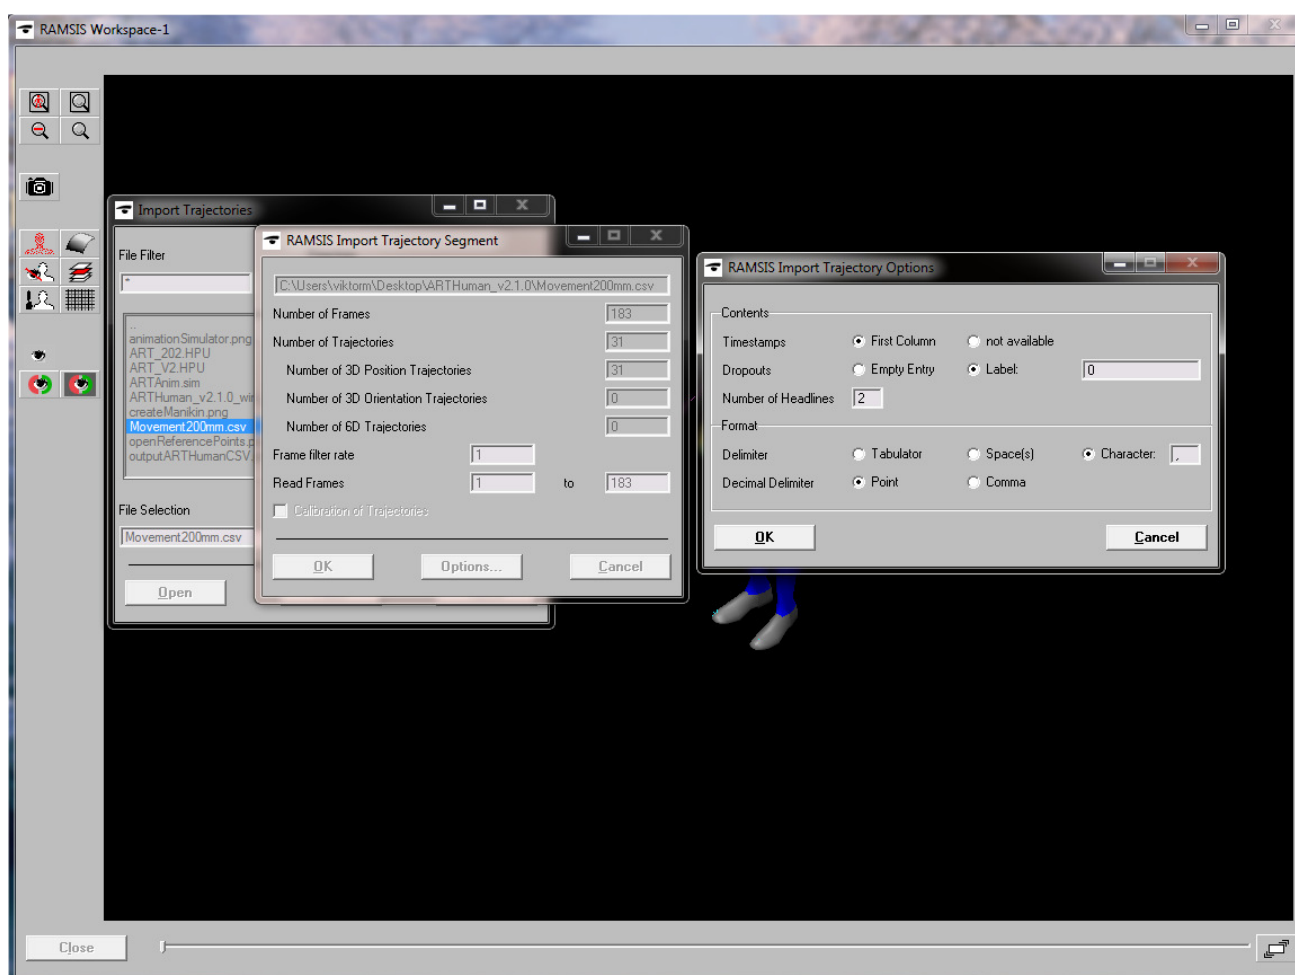 RAMSIS Workspace-1
Import Trajectories
File Filter
*
..
animationSimulator.png
ART_202.HPU
ART_V2.HPU
ARTAnim.sim
ARTHuman_v2.1.0_wi
createManikin.png
Movement200mm.csv
openReferencePoints.p
outputARTHumanCSV.
File Selection
Movement200mm.csv
Open
RAMSIS Import Trajectory Segment
C:\Users\viktorm\Desktop\ARTHuman_v2.1.0\Movement200mm.csv
Number of Frames 183
Number of Trajectories 31
Number of 3D Position Trajectories 31
Number of 3D Orientation Trajectories 0
Number of 6D Trajectories 0
Frame filter rate 1
Read Frames 1 to 183
Calibration of Trajectories
OK Options... Cancel
RAMSIS Import Trajectory Options
Contents
Timestamps First Column not available
Dropouts Empty Entry Label: 0
Number of Headlines 2
Format
Delimiter Tabulator Space(s) Character: ,
Decimal Delimiter Point Comma
OK Cancel
Close